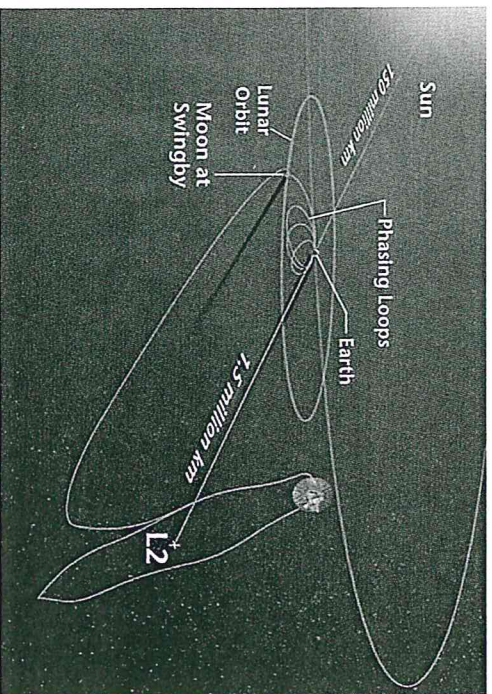 Sun
150 million km
Phasing Loops
Earth
Lunar
Orbit
Moon at
Swingby
1.5 million km
L2